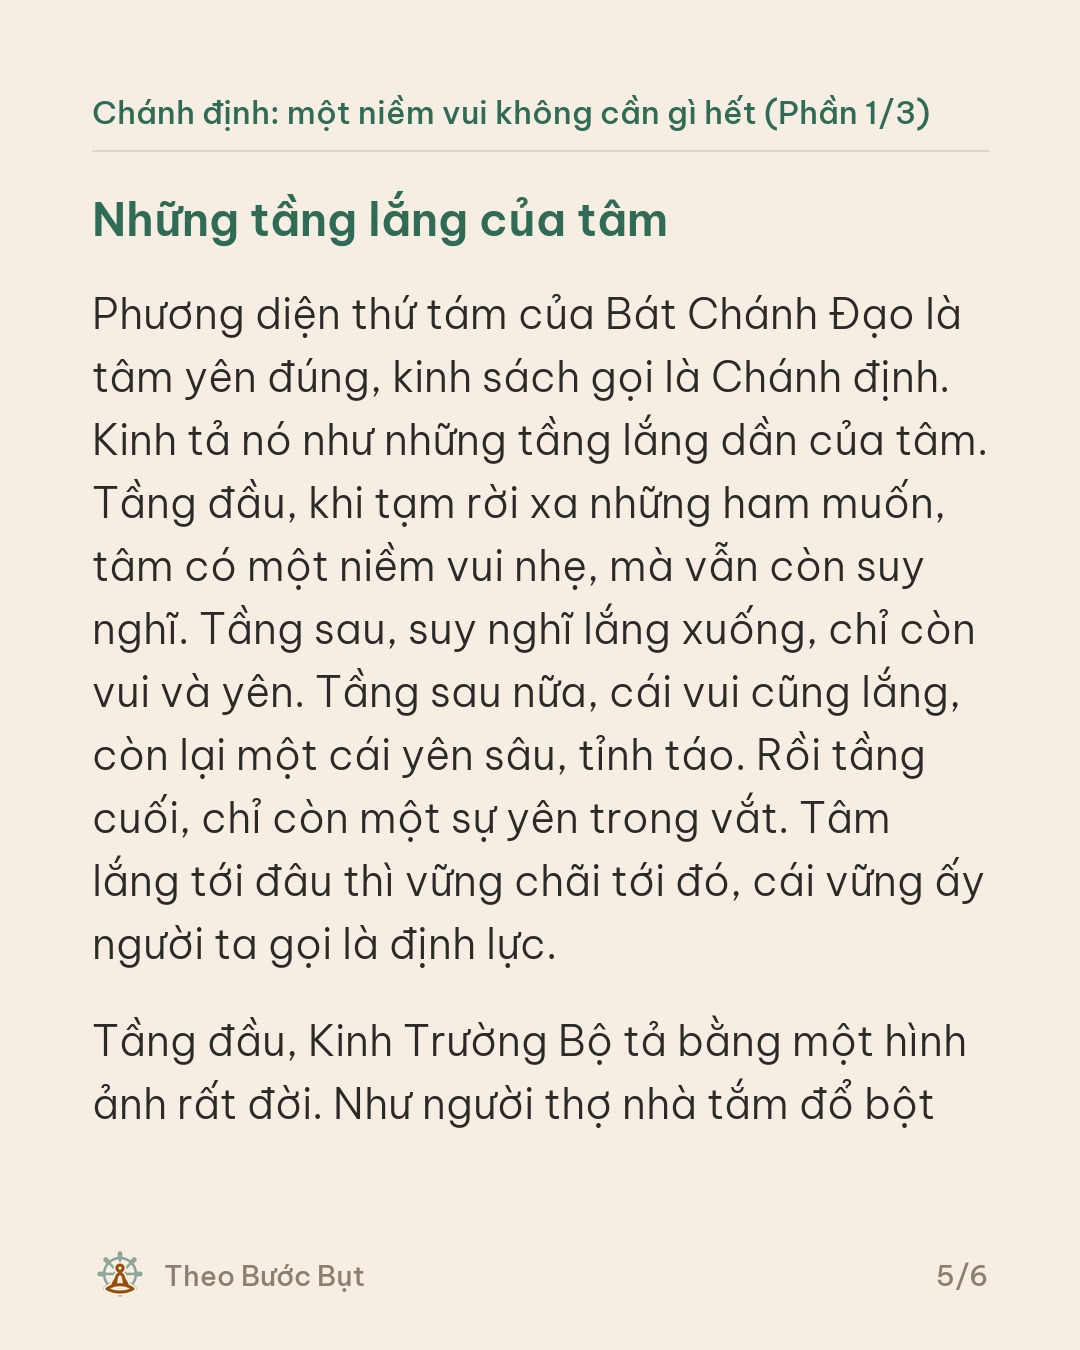 Chánh định: một niềm vui không cần gì hết (Phần 1/3)
Những tầng lắng của tâm
Phương diện thứ tám của Bát Chánh Đạo là
tâm yên đúng, kinh sách gọi là Chánh định.
Kinh tả nó như những tầng lắng dần của tâm.
Tầng đầu, khi tạm rời xa những ham muốn,
tâm có một niềm vui nhẹ, mà vẫn còn suy
nghĩ. Tầng sau, suy nghĩ lắng xuống, chỉ còn
vui và yên. Tầng sau nữa, cái vui cũng lắng,
còn lại một cái yên sâu, tỉnh táo. Rồi tầng
cuối, chỉ còn một sự yên trong vắt. Tâm
lắng tới đâu thì vững chãi tới đó, cái vững ấy
người ta gọi là định lực.
Tầng đầu, Kinh Trường Bộ tả bằng một hình
ảnh rất đời. Như người thợ nhà tắm đổ bột
Theo Bước Bụt
5/6